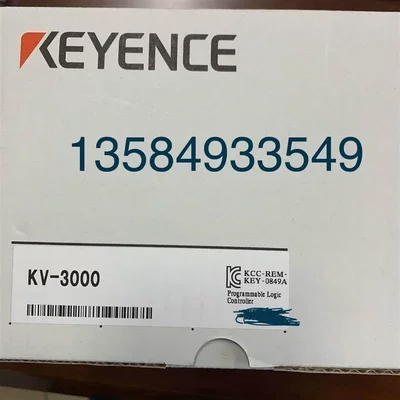 KEYENCE
13584933549
KV-3000
KCC-REM-
KEY-0849A
Programmable Logic
Controller